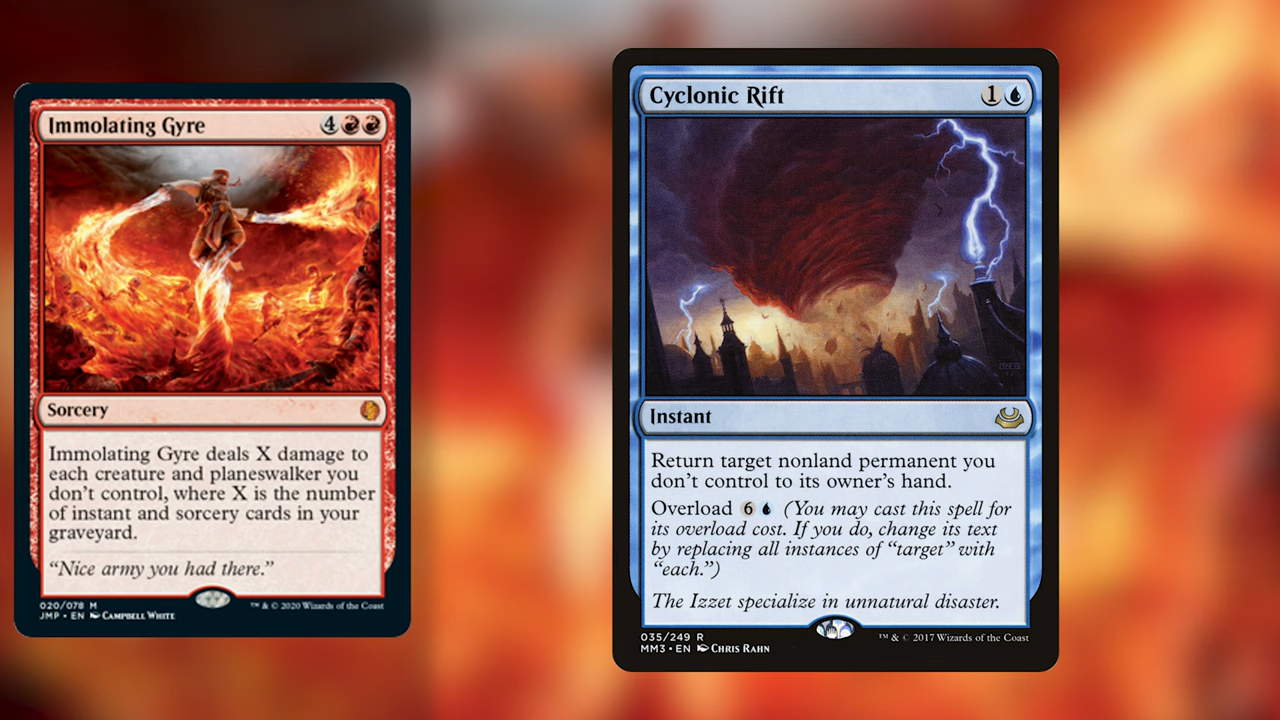 Immolating Gyre 4
Sorcery
Immolating Gyre deals X damage to
each creature and planeswalker you
don't control, where X is the number
of instant and sorcery cards in your
graveyard.
"Nice army you had there."
020/078 M
JMP • EN CAMPBELL WHITE
™ & © 2020 Wizards of the Coast
Cyclonic Rift 1
Instant
Return target nonland permanent you
don't control to its owner's hand.
Overload 6 (You may cast this spell for
its overload cost. If you do, change its text
by replacing all instances of "target" with
"each.")
The Izzet specialize in unnatural disaster.
035/249 R
MM3 • EN CHRIS RAHN
™ & © 2017 Wizards of the Coast